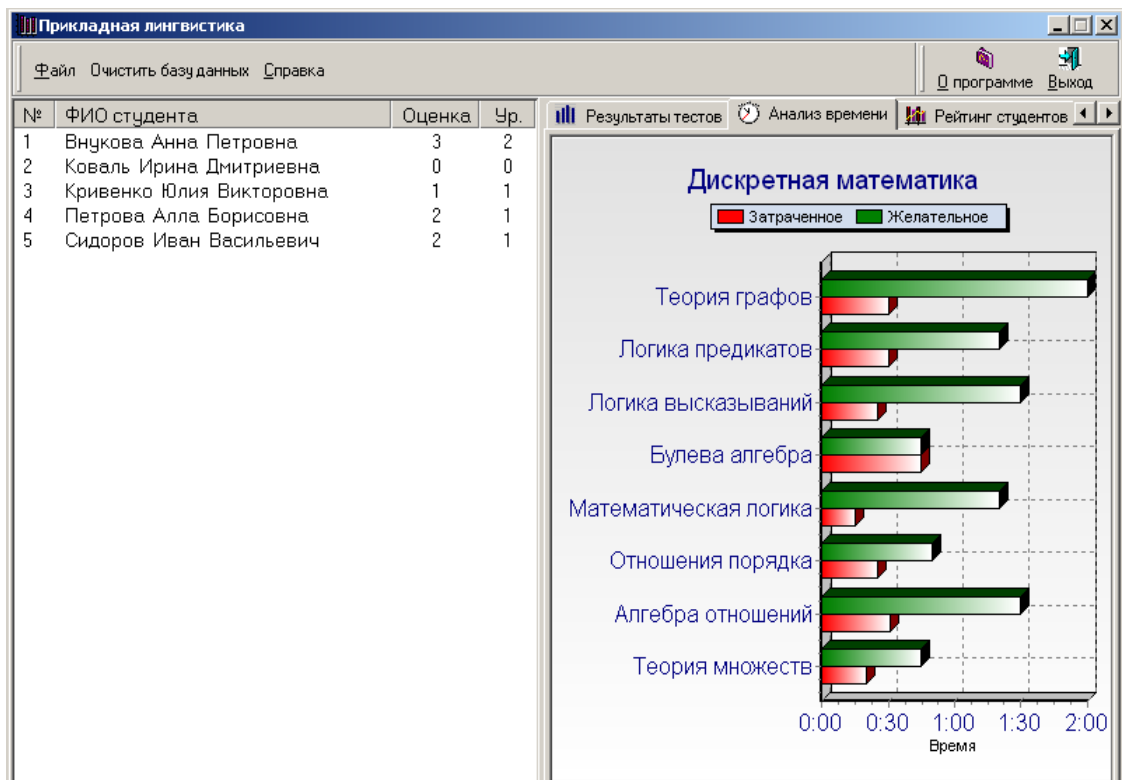 Прикладная лингвистика
Файл Очистить базу данных Справка
О программе Выход
№ ФИО студента Оценка Ур.
1 Внукова Анна Петровна 3 2
2 Коваль Ирина Дмитриевна 0 0
3 Кривенко Юлия Викторовна 1 1
4 Петрова Алла Борисовна 2 1
5 Сидоров Иван Васильевич 2 1
Результаты тестов Анализ времени Рейтинг студентов
Дискретная математика
Затраченное Желательное
Теория графов
Логика предикатов
Логика высказываний
Булева алгебра
Математическая логика
Отношения порядка
Алгебра отношений
Теория множеств
0:00 0:30 1:00 1:30 2:00
Время